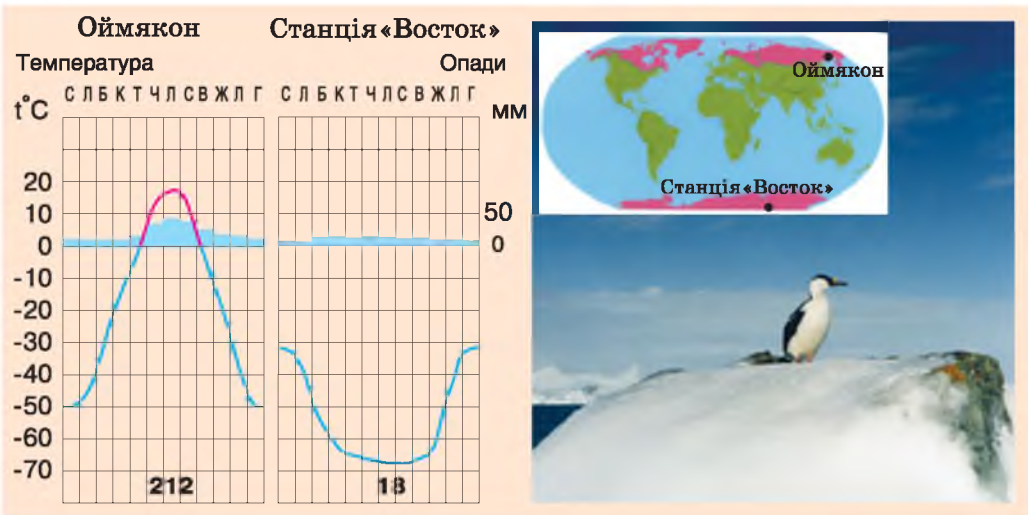 Оймякон
Станція «Восток»
Температура
Опади
t°C
С Л Б К Т Ч Л С В Ж Л Г
С Л Б К Т Ч Л С В Ж Л Г
мм
20
10
0
-10
-20
-30
-40
-50
-60
-70
50
0
212
18
Оймякон
Станція «Восток»